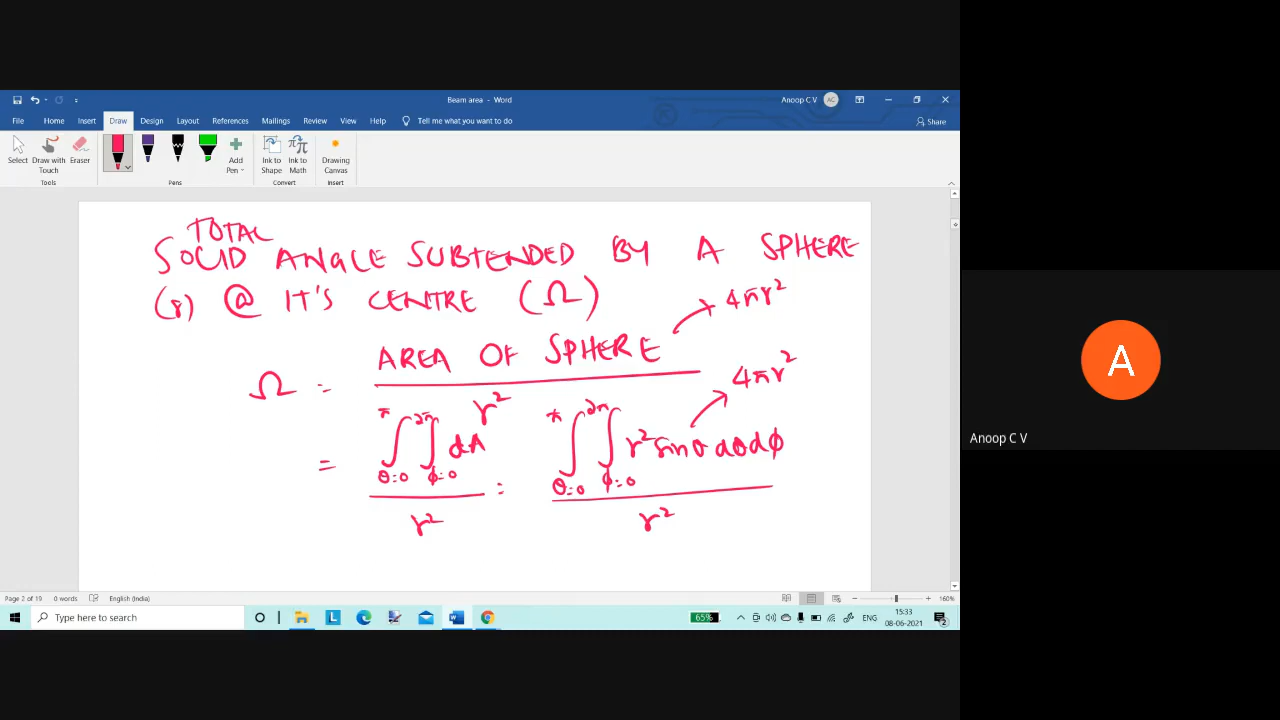 Beam area - Word
Anoop C V
AC
File Home Insert Draw Design Layout References Mailings Review View Help Tell me what you want to do
Share
Select
Draw with Touch
Eraser
Add Pen
Ink to Shape
Ink to Math
Drawing Canvas
Tools
Pens
Convert
Insert
TOTAL
SOLID ANGLE SUBTENDED BY A SPHERE
(r) @ IT'S CENTRE (Ω)
→ 4πr²
AREA OF SPHERE
Ω =
r²
→ 4πr²
π 2π π 2π
= ∫ ∫ dA = ∫ ∫ r² sinθ dθ dϕ
θ=0 ϕ=0 θ=0 ϕ=0
r² r²
A
Anoop C V
Page 2 of 19 0 words English (India)
160%
Type here to search
L
65%
ENG
15:33
08-06-2021
2